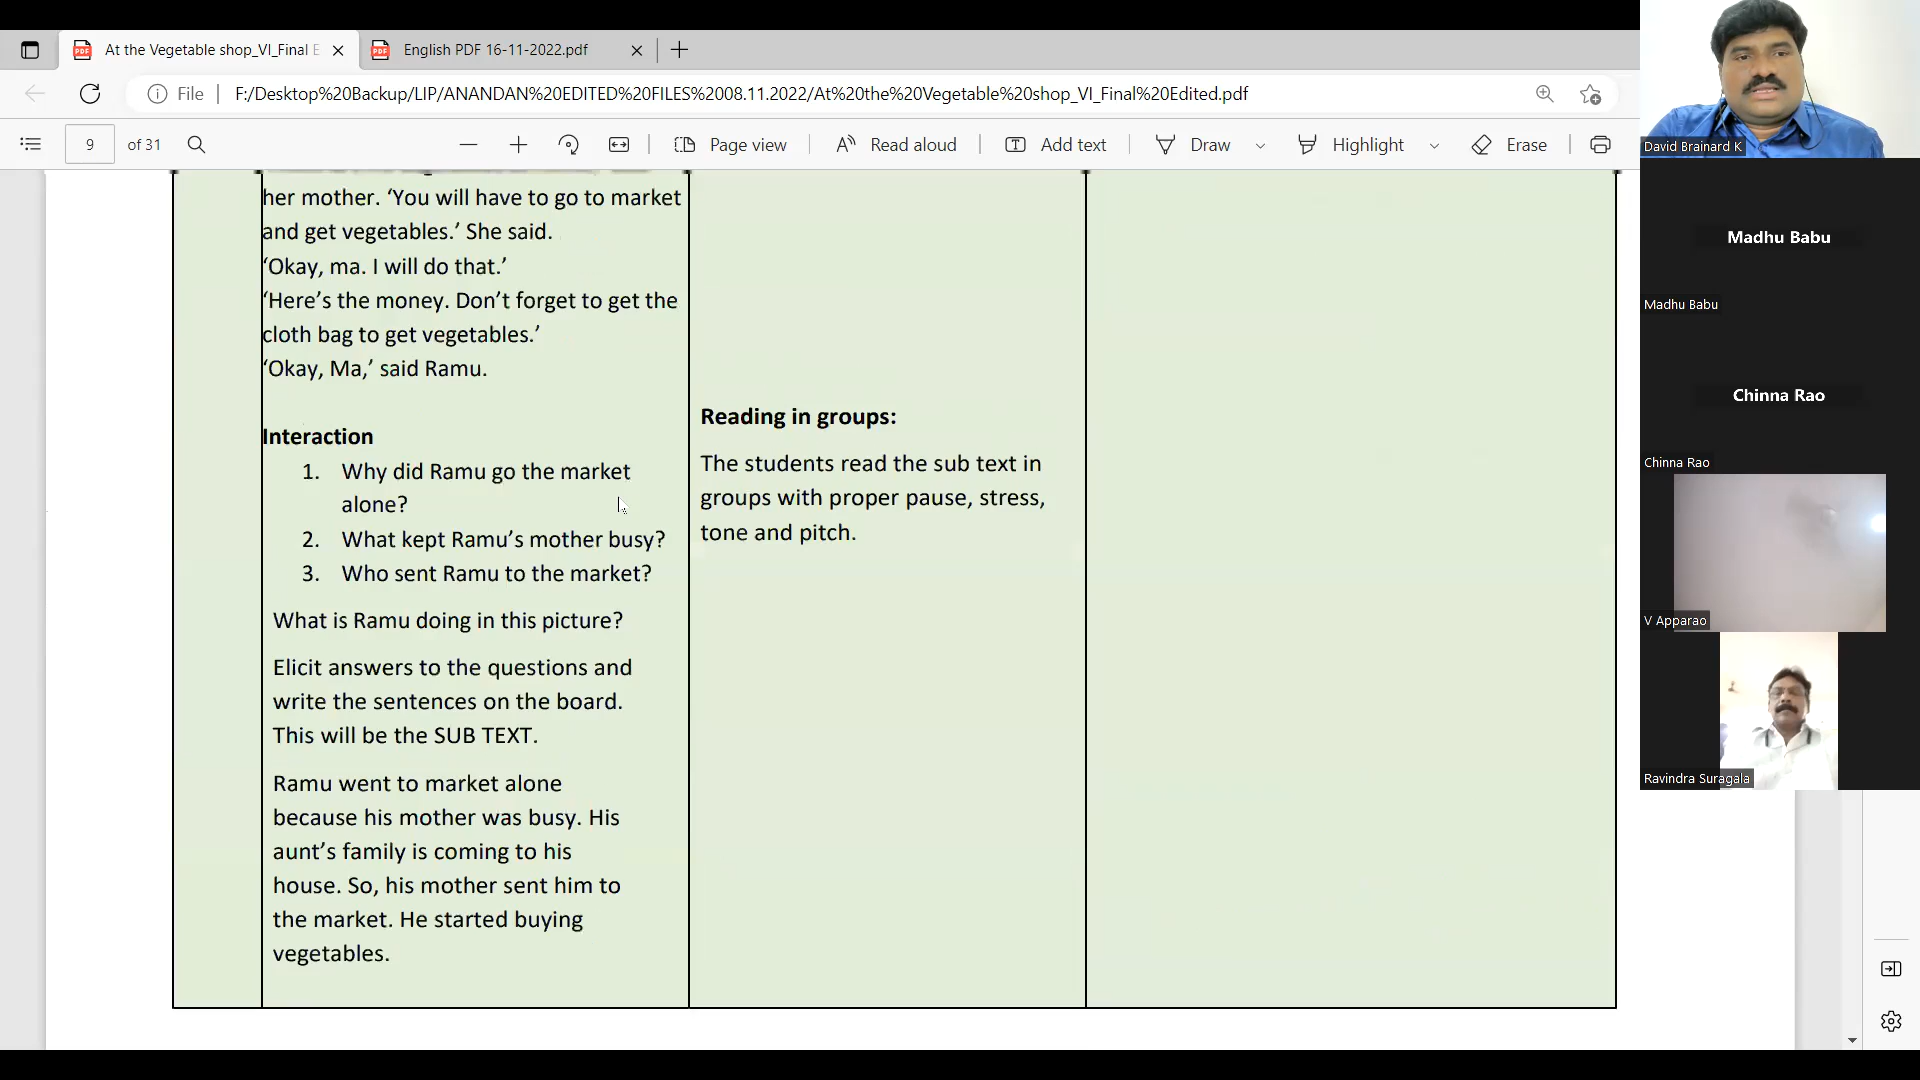 At the Vegetable shop_VI_Final E
English PDF 16-11-2022.pdf
File
F:/Desktop%20Backup/LIP/ANANDAN%20EDITED%20FILES%2008.11.2022/At%20the%20Vegetable%20shop_VI_Final%20Edited.pdf
9 of 31
Page view
Read aloud
Add text
Draw
Highlight
Erase
her mother. ‘You will have to go to market
and get vegetables.’ She said.
‘Okay, ma. I will do that.’
‘Here’s the money. Don’t forget to get the
cloth bag to get vegetables.’
‘Okay, Ma,’ said Ramu.
Interaction
1. Why did Ramu go the market
alone?
2. What kept Ramu’s mother busy?
3. Who sent Ramu to the market?
What is Ramu doing in this picture?
Elicit answers to the questions and
write the sentences on the board.
This will be the SUB TEXT.
Ramu went to market alone
because his mother was busy. His
aunt’s family is coming to his
house. So, his mother sent him to
the market. He started buying
vegetables.
Reading in groups:
The students read the sub text in
groups with proper pause, stress,
tone and pitch.
David Brainard K
Madhu Babu
Madhu Babu
Chinna Rao
Chinna Rao
V Apparao
Ravindra Suragala